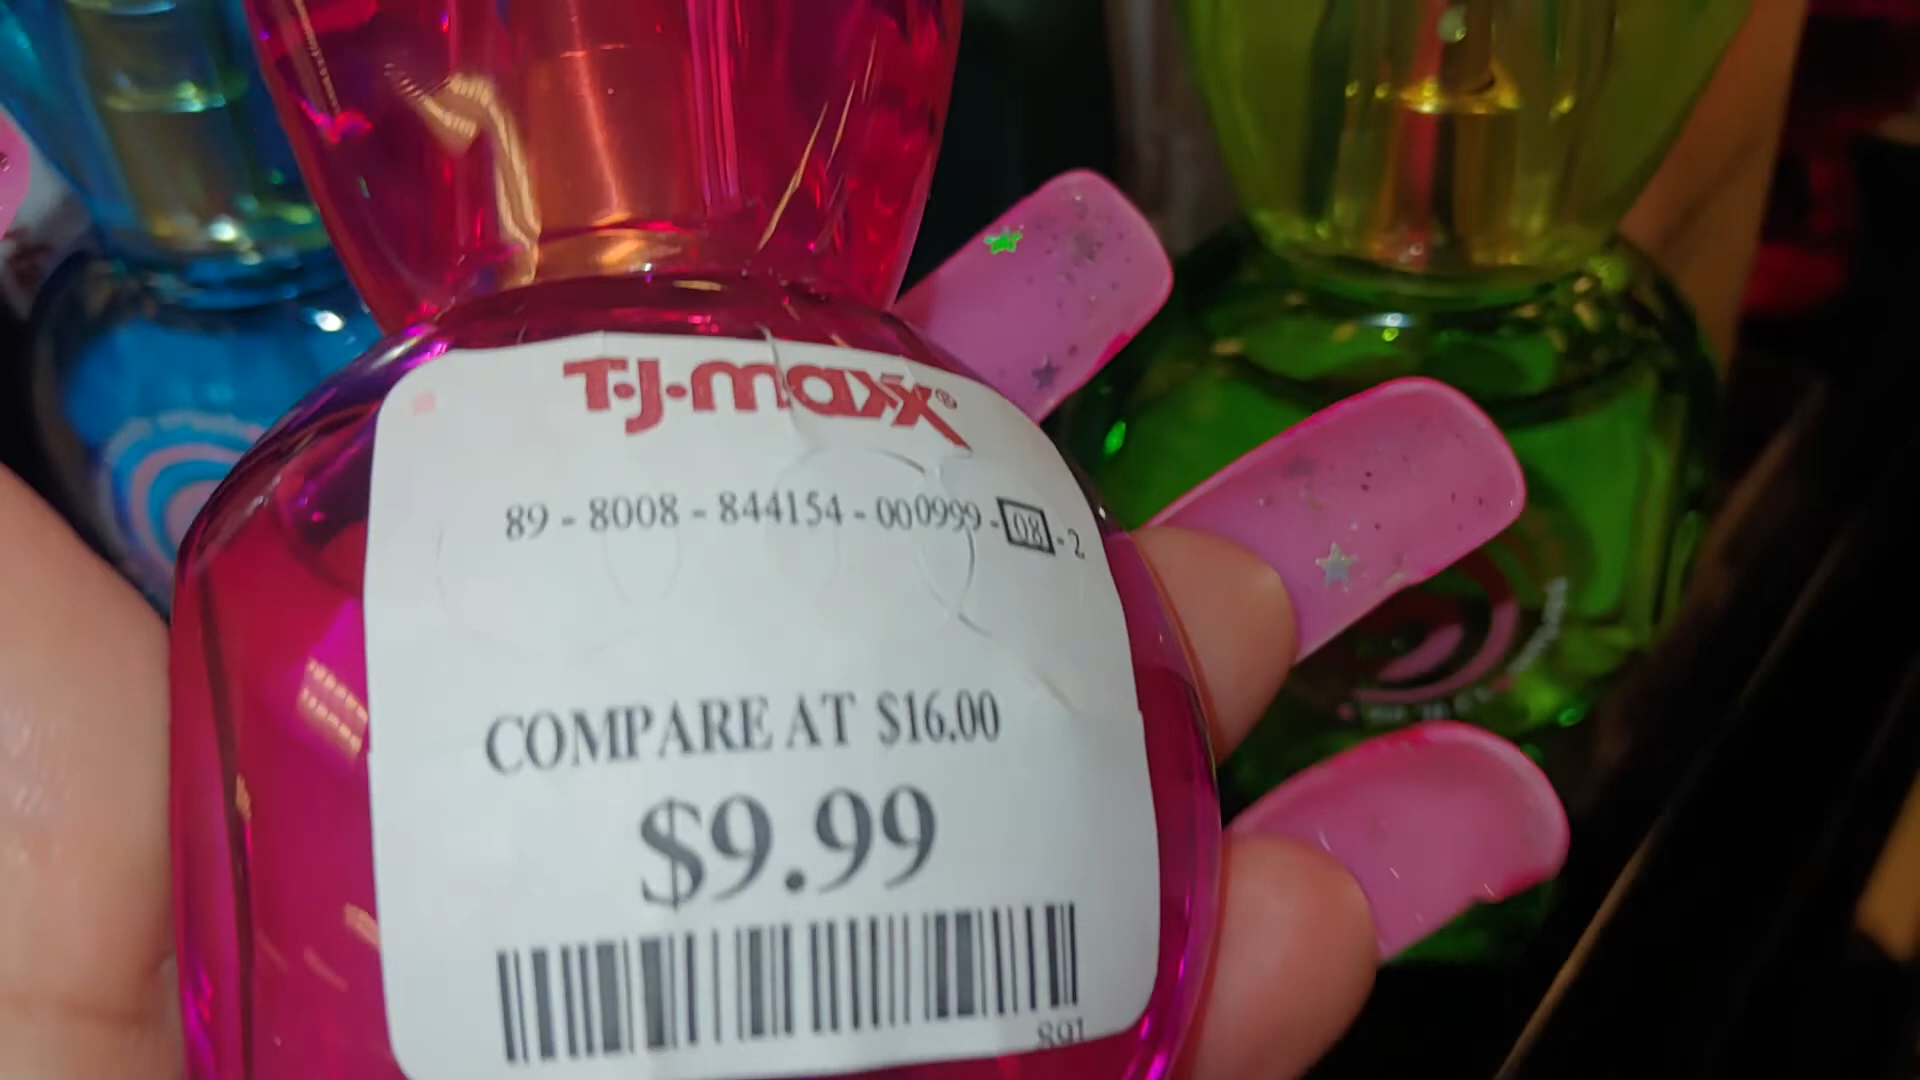 T·J·maxx®
89 - 8008 - 844154 - 000999 - 08 - 2
COMPARE AT $16.00
$9.99
891